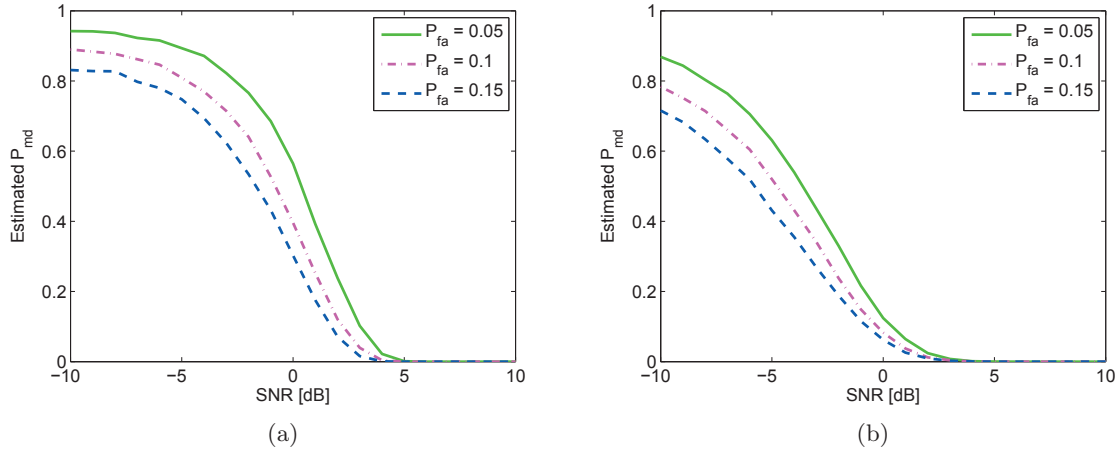 1
0.8
0.6
0.4
0.2
0
Estimated P_md
−10
−5
0
5
10
SNR [dB]
P_fa = 0.05
P_fa = 0.1
P_fa = 0.15
(a)
1
0.8
0.6
0.4
0.2
0
Estimated P_md
−10
−5
0
5
10
SNR [dB]
P_fa = 0.05
P_fa = 0.1
P_fa = 0.15
(b)